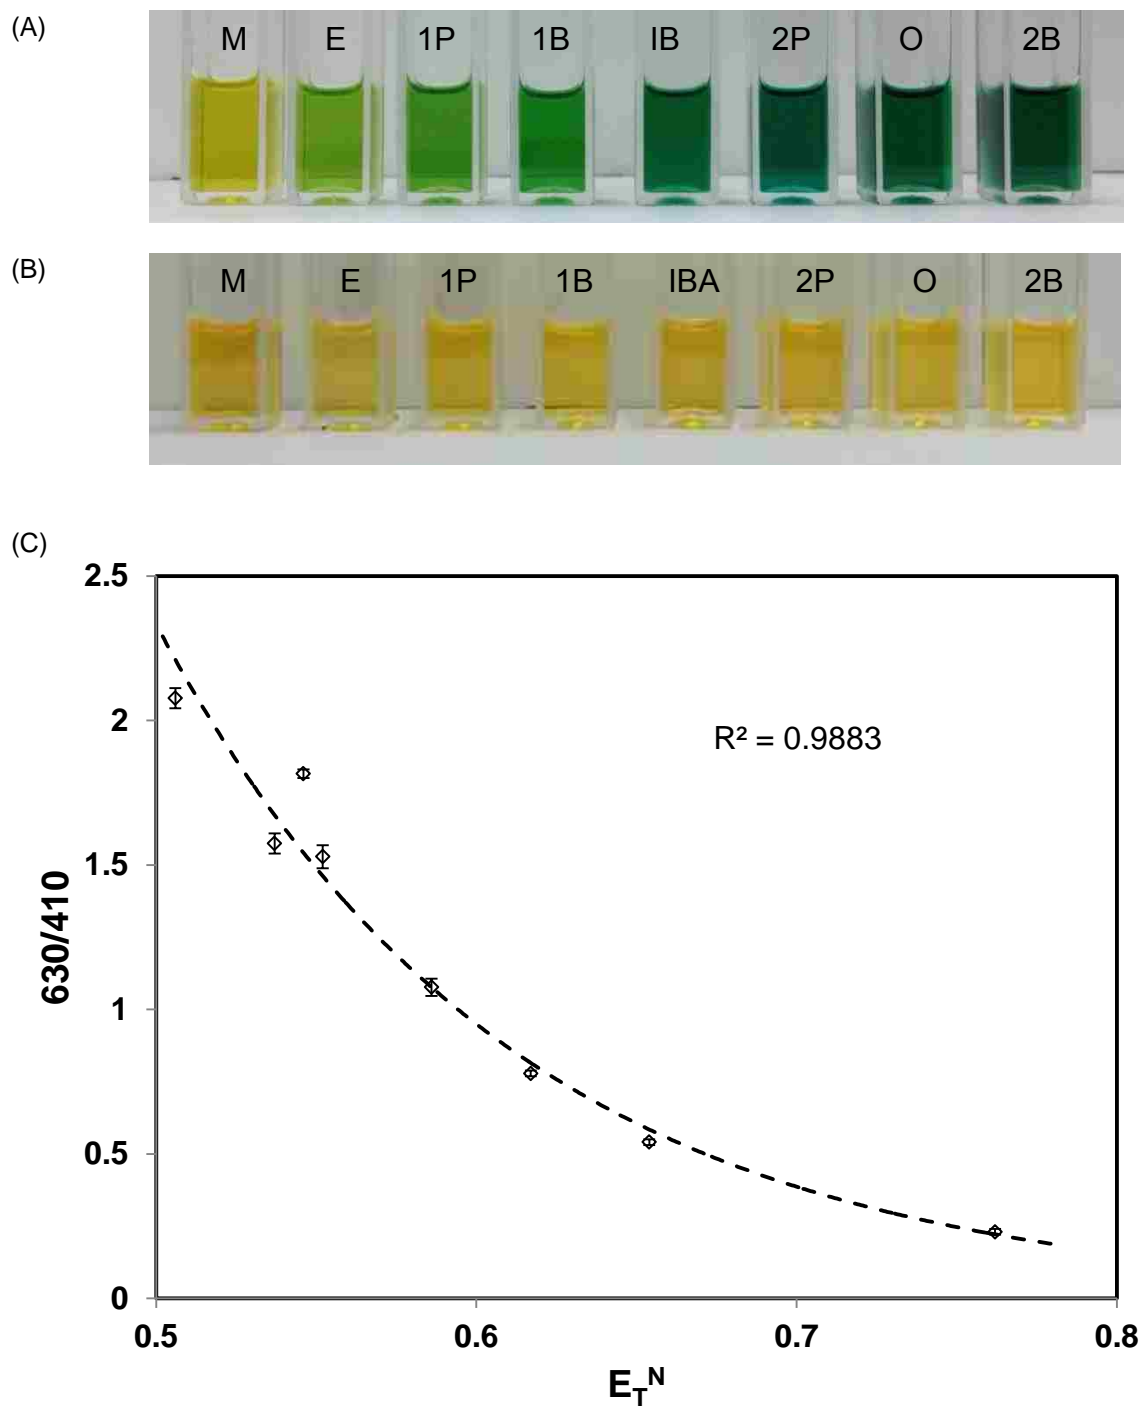 (A)
M E 1P 1B IB 2P O 2B
(B)
M E 1P 1B IBA 2P O 2B
(C)
2.5
2
1.5
1
0.5
0
630/410
R² = 0.9883
0.5 0.6 0.7 0.8
E_T^N